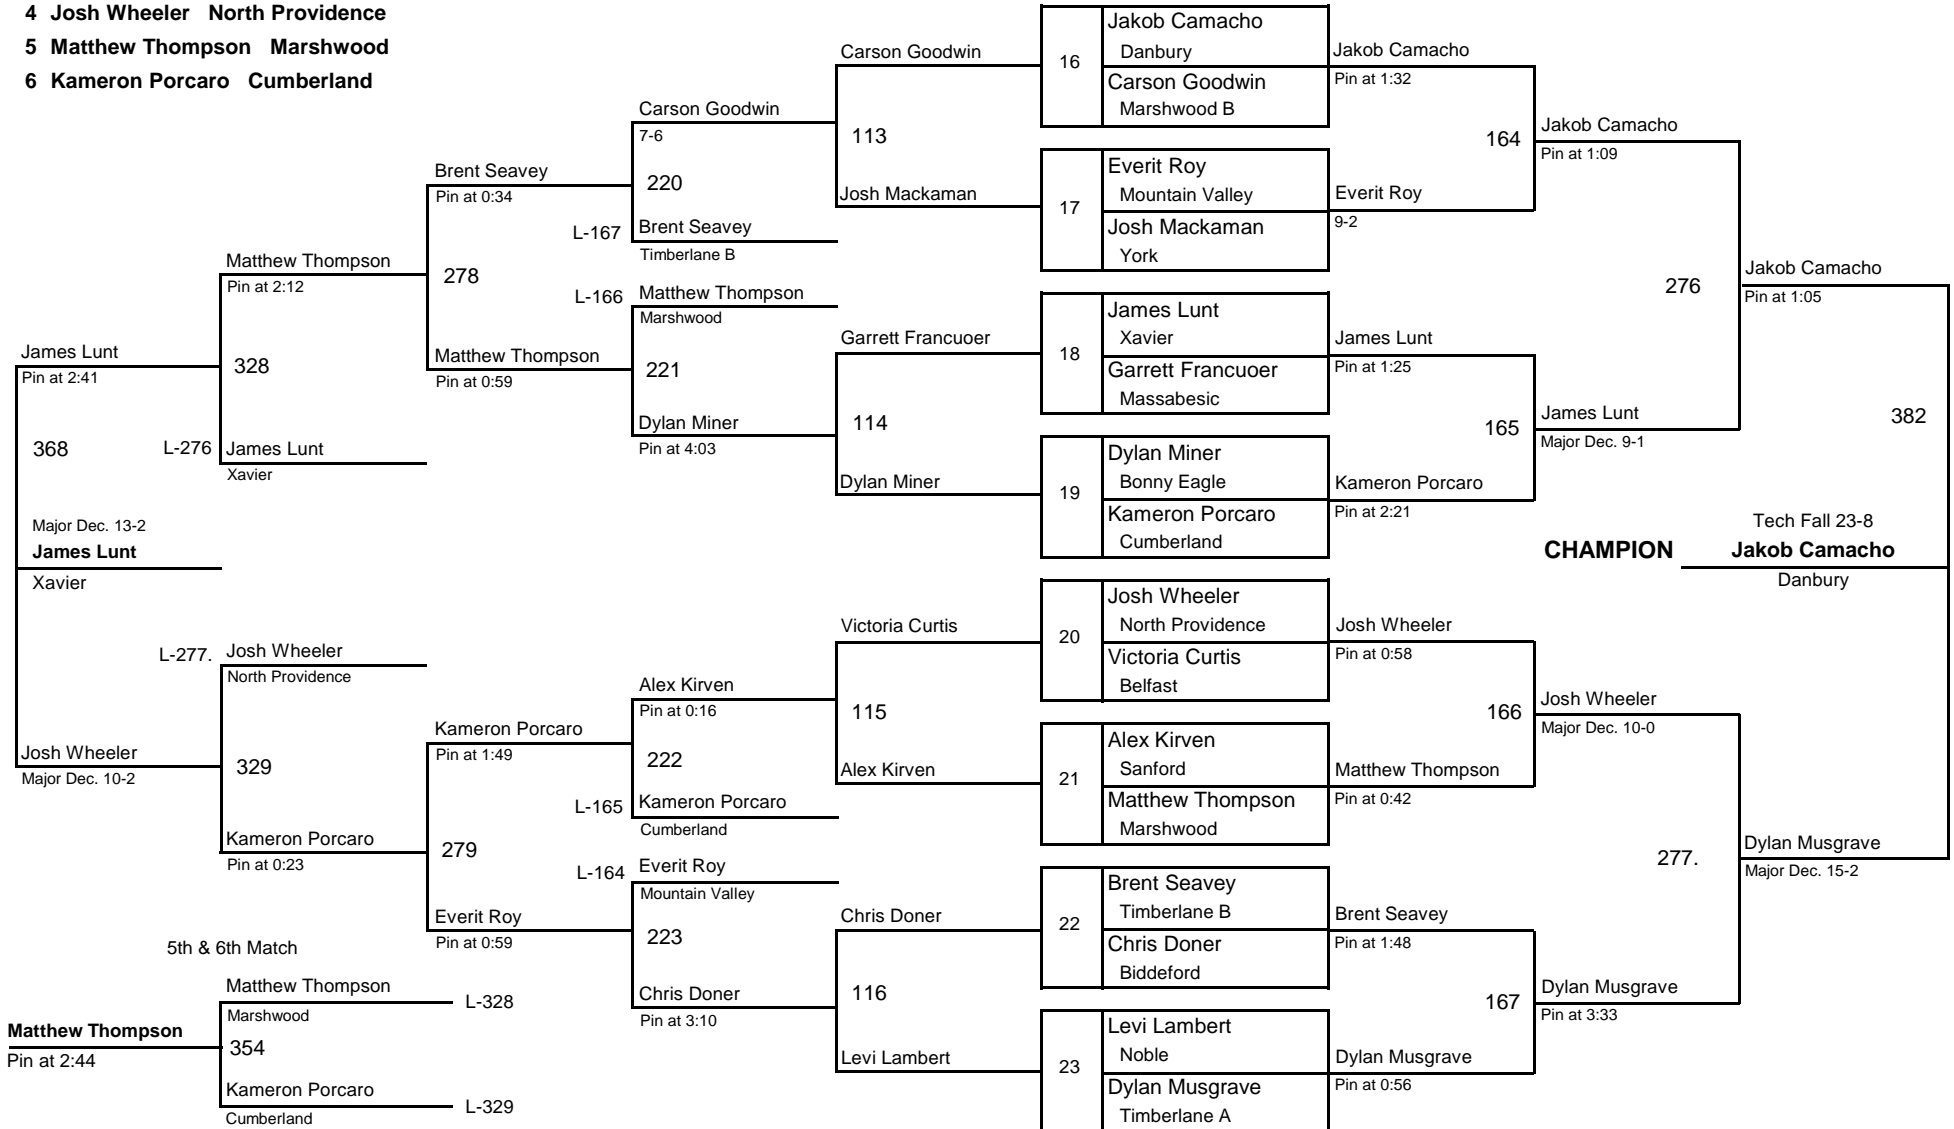 4 Josh Wheeler North Providence
5 Matthew Thompson Marshwood
6 Kameron Porcaro Cumberland
James Lunt
Pin at 2:41
368
Major Dec. 13-2
James Lunt
Xavier
Josh Wheeler
Major Dec. 10-2
5th & 6th Match
Matthew Thompson
Pin at 2:44
Matthew Thompson
Pin at 2:12
328
L-276 James Lunt
Xavier
L-277. Josh Wheeler
North Providence
329
Kameron Porcaro
Pin at 0:23
Matthew Thompson
L-328
Marshwood
354
Kameron Porcaro
L-329
Cumberland
Brent Seavey
Pin at 0:34
278
Matthew Thompson
Pin at 0:59
Kameron Porcaro
Pin at 1:49
279
Everit Roy
Pin at 0:59
Carson Goodwin
7-6
220
L-167 Brent Seavey
Timberlane B
L-166 Matthew Thompson
Marshwood
221
Dylan Miner
Pin at 4:03
Alex Kirven
Pin at 0:16
222
L-165 Kameron Porcaro
Cumberland
L-164 Everit Roy
Mountain Valley
223
Chris Doner
Pin at 3:10
Carson Goodwin
113
Josh Mackaman
Garrett Francuoer
114
Dylan Miner
Victoria Curtis
115
Alex Kirven
Chris Doner
116
Levi Lambert
16
Jakob Camacho
Danbury
Carson Goodwin
Marshwood B
17
Everit Roy
Mountain Valley
Josh Mackaman
York
18
James Lunt
Xavier
Garrett Francuoer
Massabesic
19
Dylan Miner
Bonny Eagle
Kameron Porcaro
Cumberland
20
Josh Wheeler
North Providence
Victoria Curtis
Belfast
21
Alex Kirven
Sanford
Matthew Thompson
Marshwood
22
Brent Seavey
Timberlane B
Chris Doner
Biddeford
23
Levi Lambert
Noble
Dylan Musgrave
Timberlane A
Jakob Camacho
Pin at 1:32
164
Everit Roy
9-2
James Lunt
Pin at 1:25
165
Kameron Porcaro
Pin at 2:21
Josh Wheeler
Pin at 0:58
166
Matthew Thompson
Pin at 0:42
Brent Seavey
Pin at 1:48
167
Dylan Musgrave
Pin at 0:56
Jakob Camacho
Pin at 1:09
276
James Lunt
Major Dec. 9-1
Josh Wheeler
Major Dec. 10-0
277.
Dylan Musgrave
Pin at 3:33
Jakob Camacho
Pin at 1:05
382
Tech Fall 23-8
CHAMPION Jakob Camacho
Danbury
Dylan Musgrave
Major Dec. 15-2